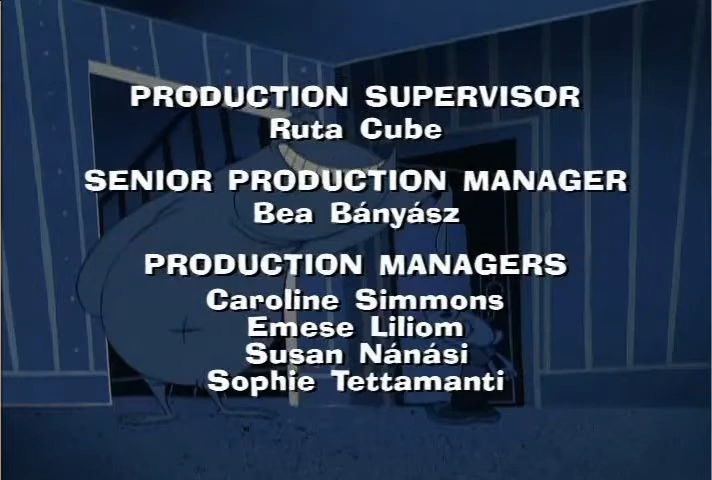 PRODUCTION SUPERVISOR
Ruta Cube
SENIOR PRODUCTION MANAGER
Bea Bányász
PRODUCTION MANAGERS
Caroline Simmons
Emese Liliom
Susan Nánási
Sophie Tettamanti